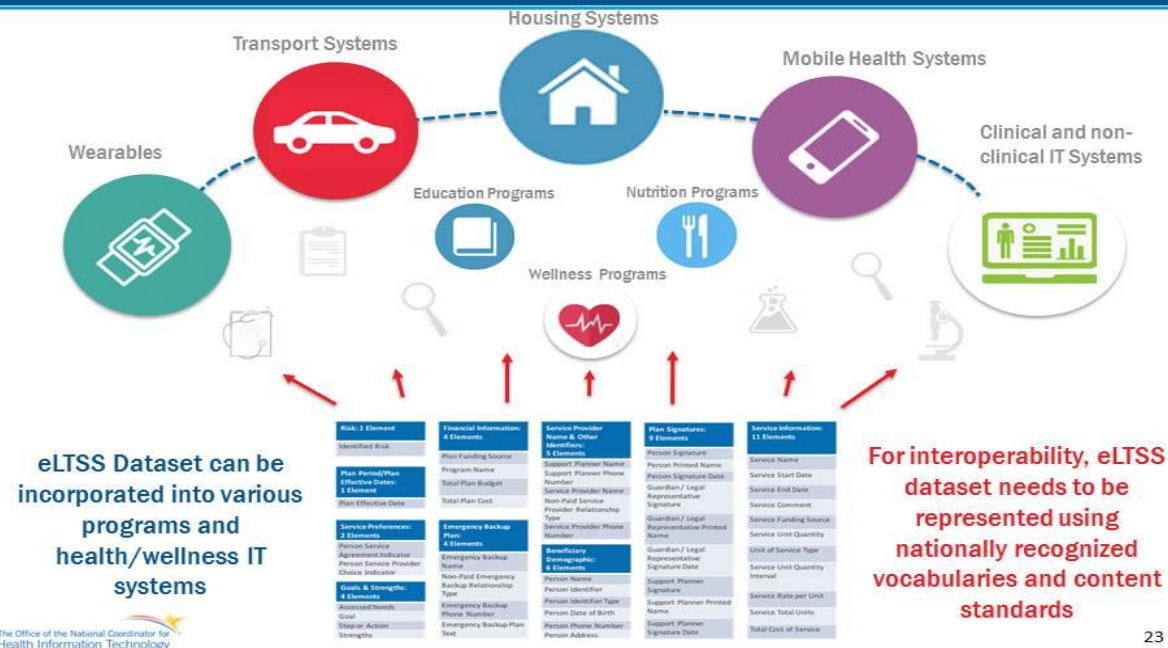 Housing Systems
Transport Systems
Mobile Health Systems
Wearables
Clinical and non-
clinical IT Systems
Education Programs
Nutrition Programs
Wellness Programs
eLTSS Dataset can be
incorporated into various
programs and
health/wellness IT
systems
Risk: 1 Element
Identified Risk
Plan Period/Plan
Effective Dates:
1 Element
Plan Effective Date
Service Preferences:
2 Elements
Person Service
Agreement Indicator
Person Service Provider
Choice Indicator
Goals & Strengths:
4 Elements
Assessed Needs
Goal
Step or Action
Strengths
Financial Information:
4 Elements
Plan Funding Source
Program Name
Total Plan Budget
Total Plan Cost
Emergency Backup
Plan:
4 Elements
Emergency Backup
Name
Non-Paid Emergency
Backup Relationship
Type
Emergency Backup
Phone Number
Emergency Backup Plan
Text
Service Provider
Name & Other
Identifiers:
5 Elements
Support Planner Name
Support Planner Phone
Number
Service Provider Name
Non-Paid Service
Provider Relationship
Type
Service Provider Phone
Number
Beneficiary
Demographic:
6 Elements
Person Name
Person Identifier
Person Identifier Type
Person Date of Birth
Person Phone Number
Person Address
Plan Signatures:
9 Elements
Person Signature
Person Printed Name
Person Signature Date
Guardian / Legal
Representative
Signature
Guardian / Legal
Representative Printed
Name
Guardian / Legal
Representative
Signature Date
Support Planner
Signature
Support Planner Printed
Name
Support Planner
Signature Date
Service Information:
11 Elements
Service Name
Service Start Date
Service End Date
Service Comment
Service Funding Source
Service Unit Quantity
Unit of Service Type
Service Unit Quantity
Interval
Service Rate per Unit
Service Total Units
Total Cost of Service
For interoperability, eLTSS
dataset needs to be
represented using
nationally recognized
vocabularies and content
standards
The Office of the National Coordinator for
Health Information Technology
23